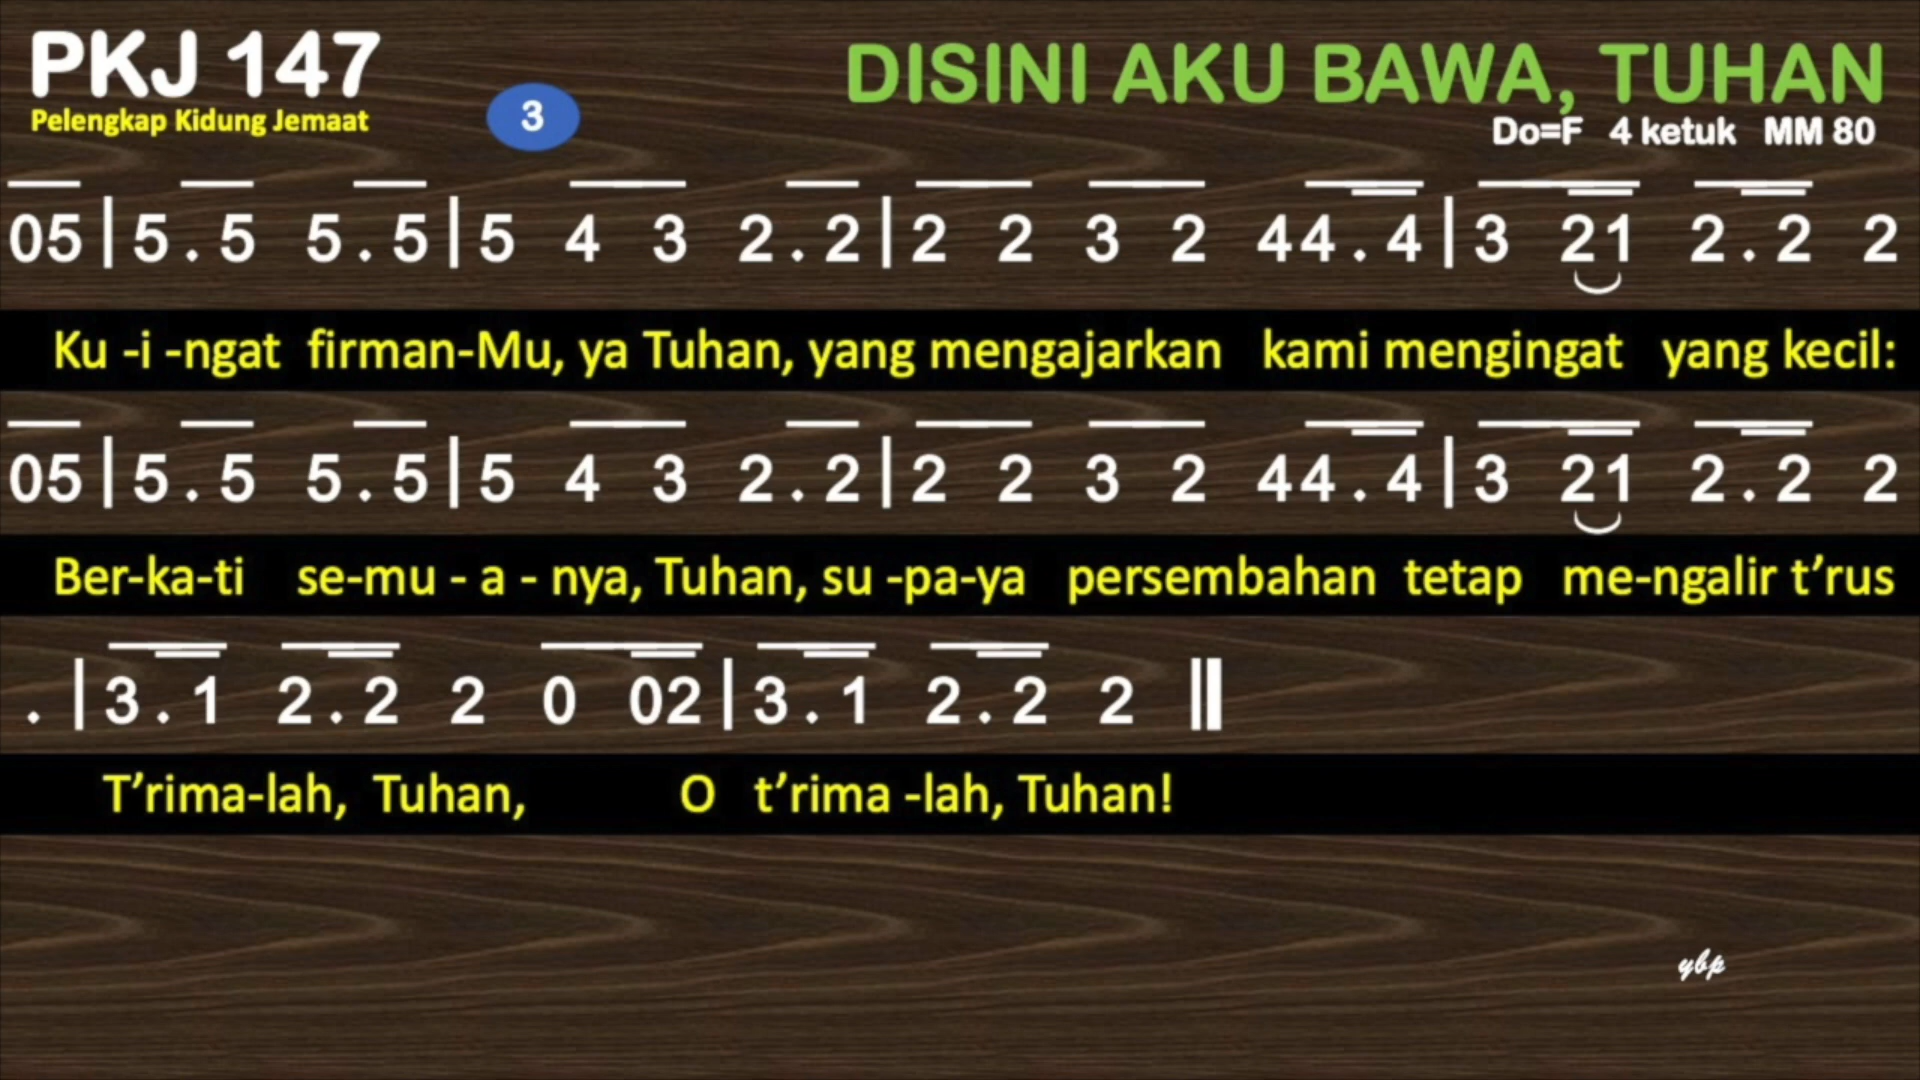 PKJ 147
Pelengkap Kidung Jemaat
3
DISINI AKU BAWA, TUHAN
Do=F 4 ketuk MM 80
05|5.5 5.5|5 4 3 2.2|2 2 3 2 44.4|3 21 2.2 2
Ku -i -ngat firman-Mu, ya Tuhan, yang mengajarkan kami mengingat yang kecil:
05|5.5 5.5|5 4 3 2.2|2 2 3 2 44.4|3 21 2.2 2
Ber-ka-ti se-mu - a - nya, Tuhan, su -pa-ya persembahan tetap me-ngalir t’rus
. |3.1 2.2 2 0 02|3.1 2.2 2 ||
T’rima-lah, Tuhan, O t’rima -lah, Tuhan!
ybp